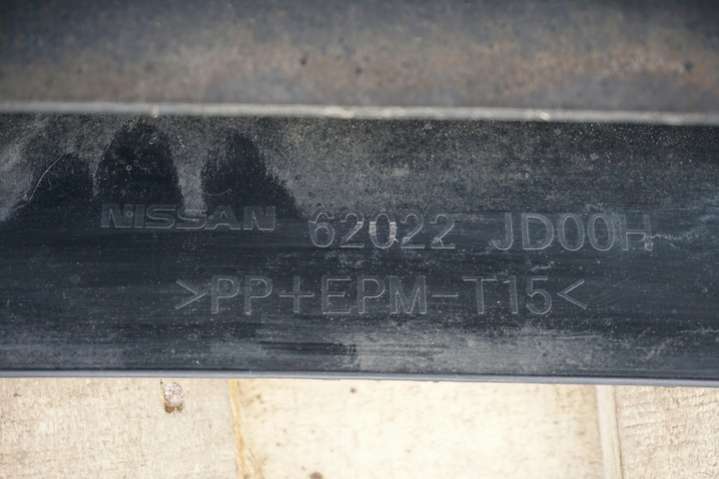 NISSAN 62022 JD00H
>PP+EPM-T15<